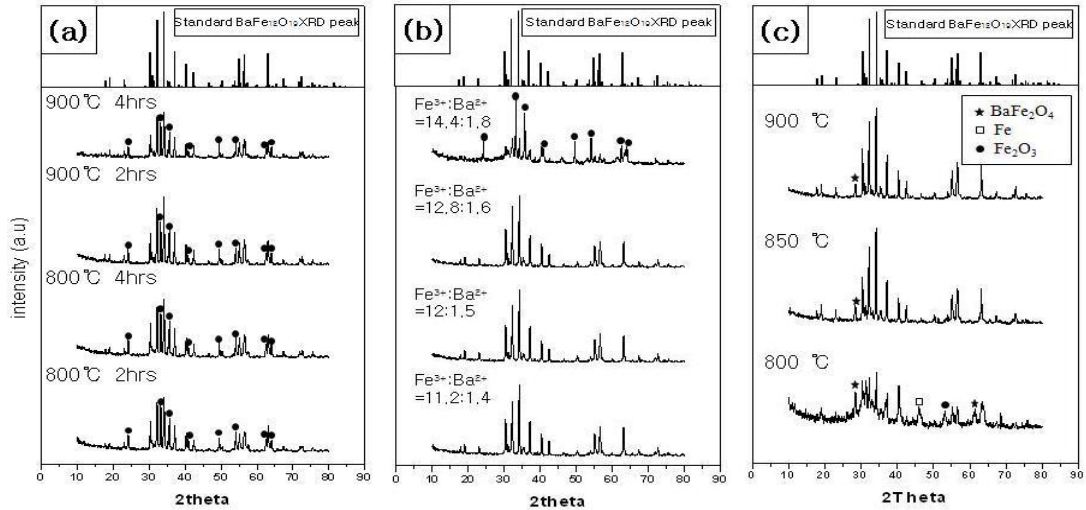 (a)
Standard BaFe₁₂O₁₉XRD peak
900℃ 4hrs
900℃ 2hrs
800℃ 4hrs
800℃ 2hrs
intensity (a.u)
0 10 20 30 40 50 60 70 80 90
2theta
(b)
Standard BaFe₁₂O₁₉XRD peak
Fe³⁺:Ba²⁺
=14,4:1,8
Fe³⁺:Ba²⁺
=12,8:1,6
Fe³⁺:Ba²⁺
=12:1,5
Fe³⁺:Ba²⁺
=11,2:1,4
0 10 20 30 40 50 60 70 80 90
2theta
(c)
Standard BaFe₁₂O₁₉XRD peak
BaFe₂O₄
Fe
Fe₂O₃
900 ℃
850 ℃
800 ℃
0 10 20 30 40 50 60 70 80 90
2Theta